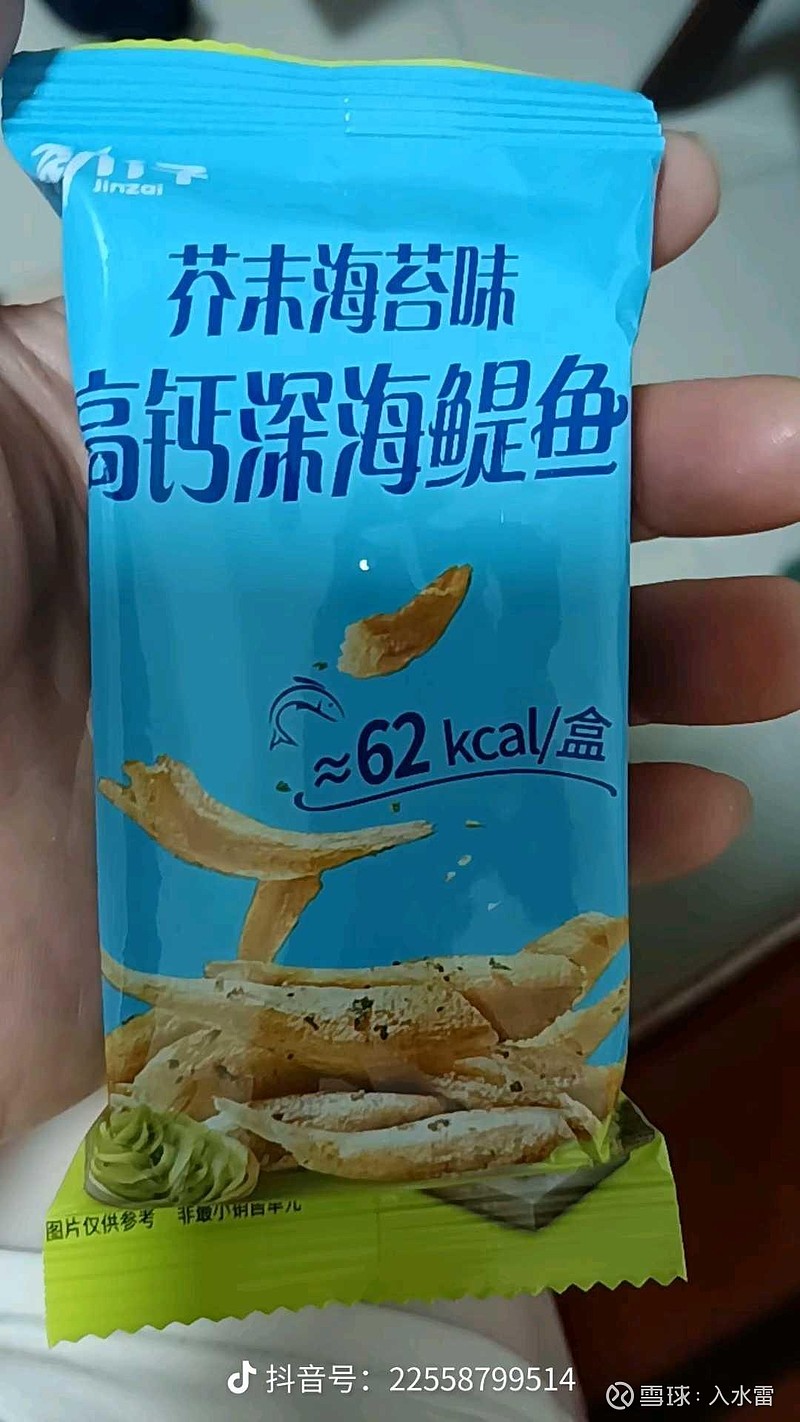 Jinzai
芥末海苔味
高钙深海鳀鱼
≈62 kcal/盒
图片仅供参考 非最小销售单元
抖音号：22558799514
雪球：入水雷